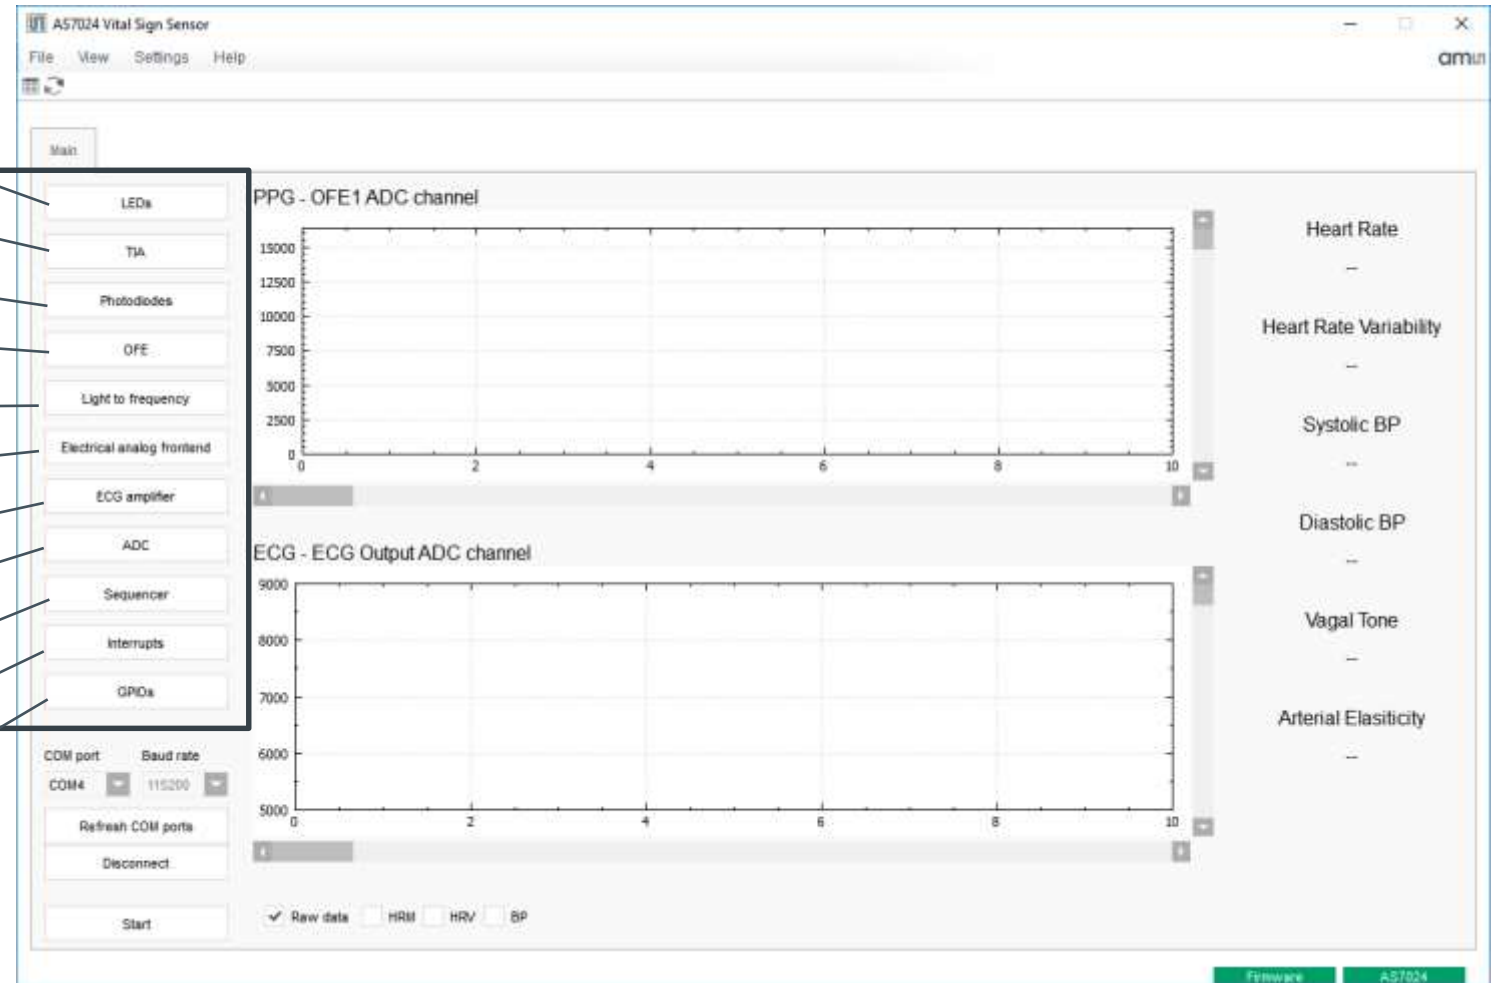 AS7024 Vital Sign Sensor
File View Settings Help
amu
Main
LEDs
TIA
Photodiodes
OFE
Light to frequency
Electrical analog frontend
ECG amplifier
ADC
Sequencer
Interrupts
GPIOs
COM port Baud rate
COM4 115200
Refresh COM ports
Disconnect
Start
PPG - OFE1 ADC channel
15000
12500
10000
7500
5000
2500
0
0 2 4 6 8 10
ECG - ECG Output ADC channel
9000
8000
7000
6000
5000
0 2 4 6 8 10
Raw data HRM HRV BP
Heart Rate
--
Heart Rate Variability
--
Systolic BP
--
Diastolic BP
--
Vagal Tone
--
Arterial Elasiticity
--
Firmware AS7024